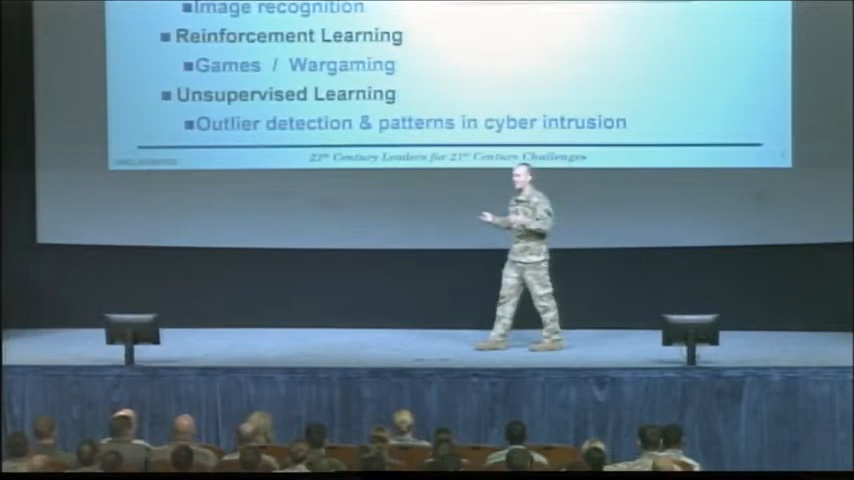 ■Image recognition
■ Reinforcement Learning
■Games / Wargaming
■ Unsupervised Learning
■Outlier detection & patterns in cyber intrusion
21st Century Leaders for 21st Century Challenges